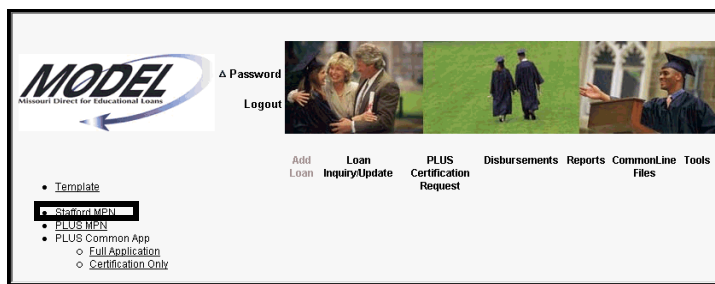 MODEL
Missouri Direct for Educational Loans
Δ Password
Logout
Add Loan
Loan Inquiry/Update
PLUS Certification Request
Disbursements
Reports
CommonLine Files
Tools
Template
Stafford MPN
PLUS MPN
PLUS Common App
Full Application
Certification Only